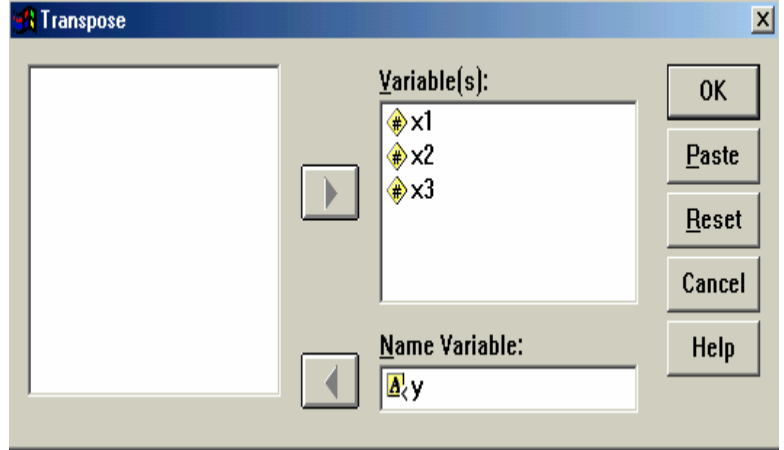 Transpose
Variable(s):
# x1
# x2
# x3
Name Variable:
A y
OK
Paste
Reset
Cancel
Help